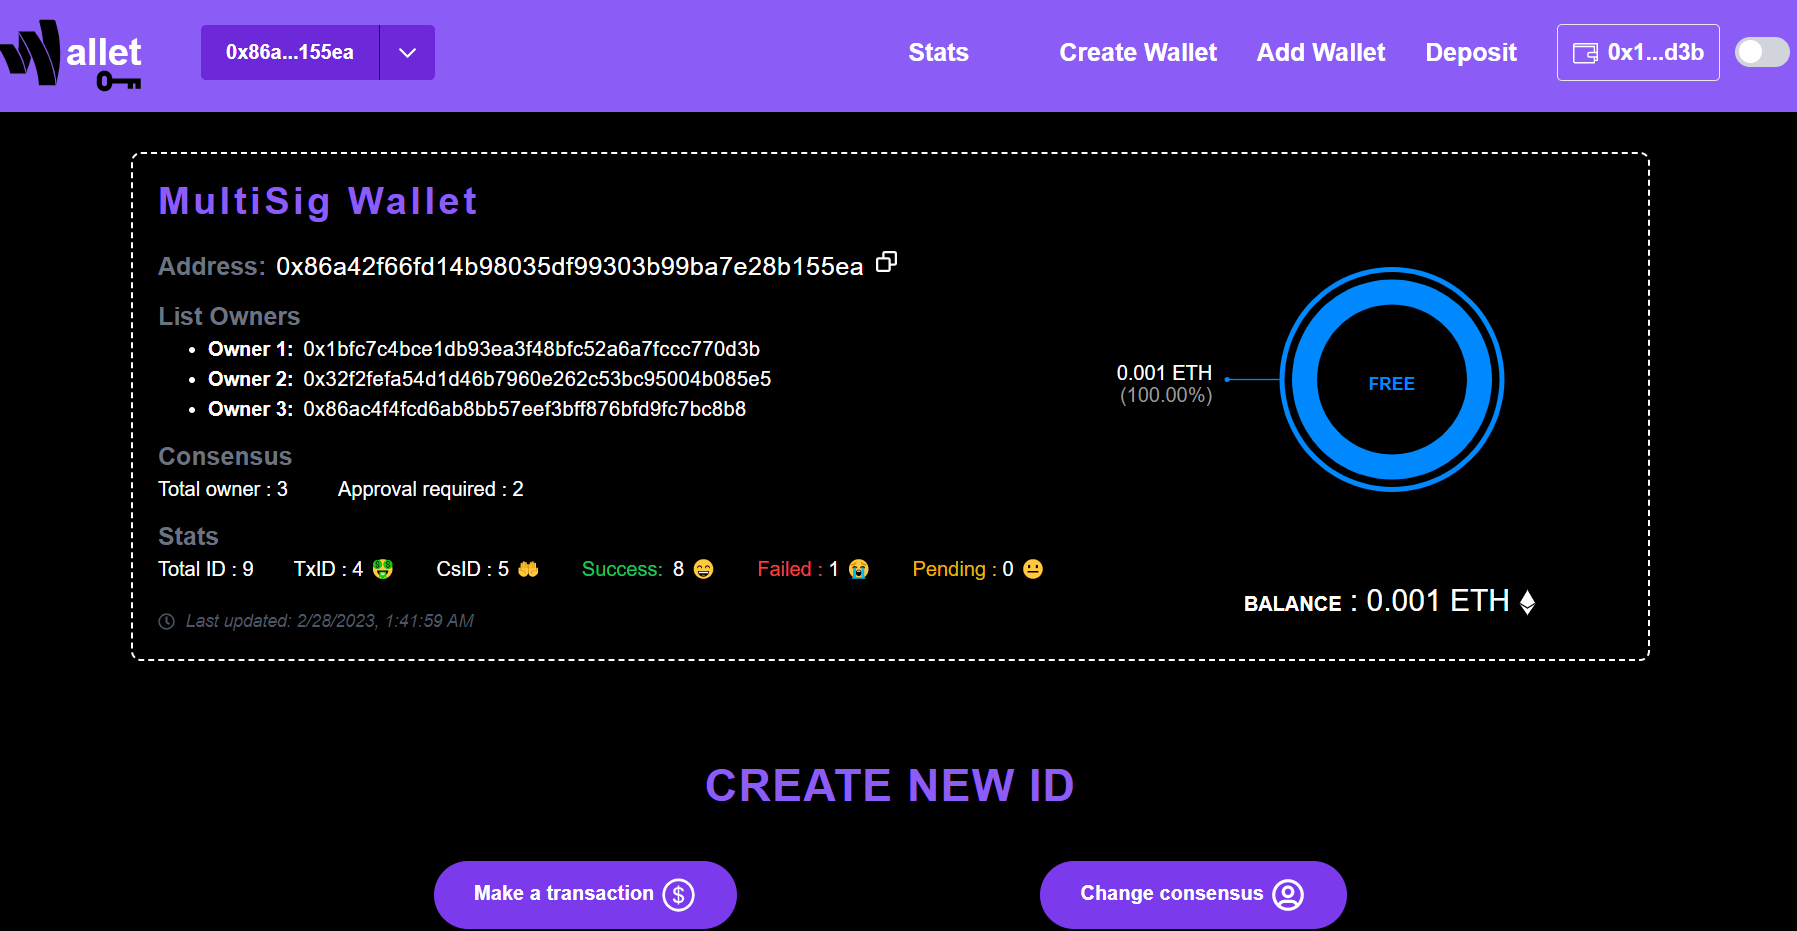 Wallet
0x86a...155ea
Stats
Create Wallet
Add Wallet
Deposit
0x1...d3b
MultiSig Wallet
Address: 0x86a42f66fd14b98035df99303b99ba7e28b155ea
List Owners
• Owner 1: 0x1bfc7c4bce1db93ea3f48bfc52a6a7fccc770d3b
• Owner 2: 0x32f2fefa54d1d46b7960e262c53bc95004b085e5
• Owner 3: 0x86ac4f4fcd6ab8bb57eef3bff876bfd9fc7bc8b8
Consensus
Total owner : 3 Approval required : 2
Stats
Total ID : 9 TxID : 4 🤑 CsID : 5 🤲 Success: 8 😄 Failed : 1 😭 Pending : 0 😐
Last updated: 2/28/2023, 1:41:59 AM
0.001 ETH
(100.00%)
FREE
BALANCE : 0.001 ETH
CREATE NEW ID
Make a transaction $
Change consensus